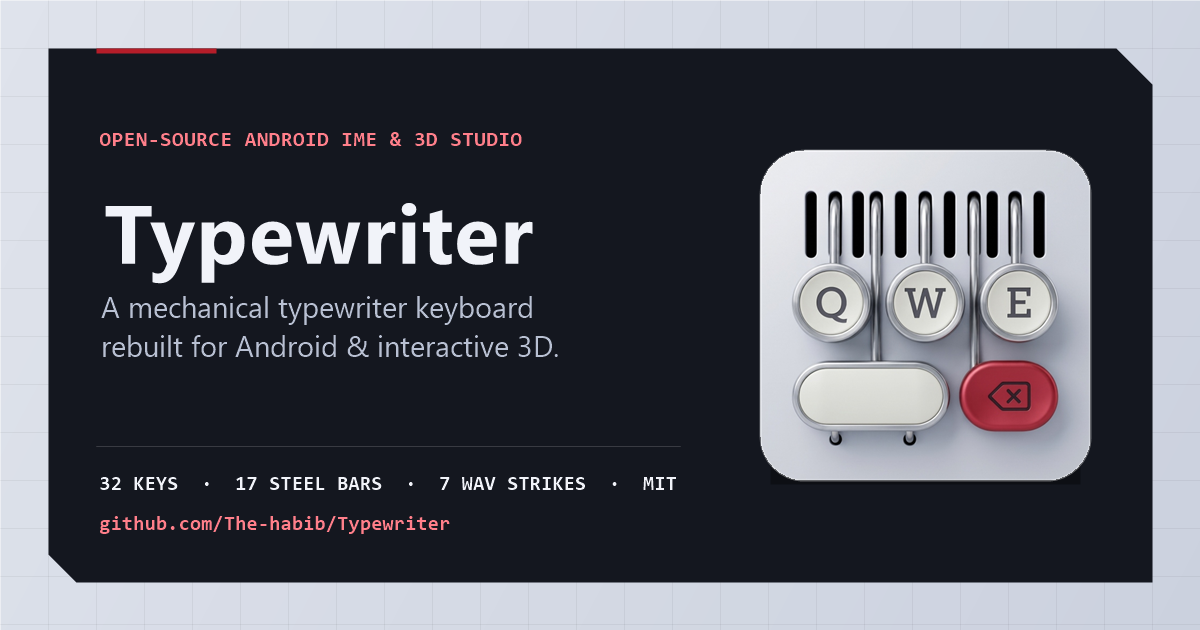 OPEN-SOURCE ANDROID IME & 3D STUDIO
Typewriter
A mechanical typewriter keyboard
rebuilt for Android & interactive 3D.
Q W E
32 KEYS · 17 STEEL BARS · 7 WAV STRIKES · MIT
github.com/The-habib/Typewriter